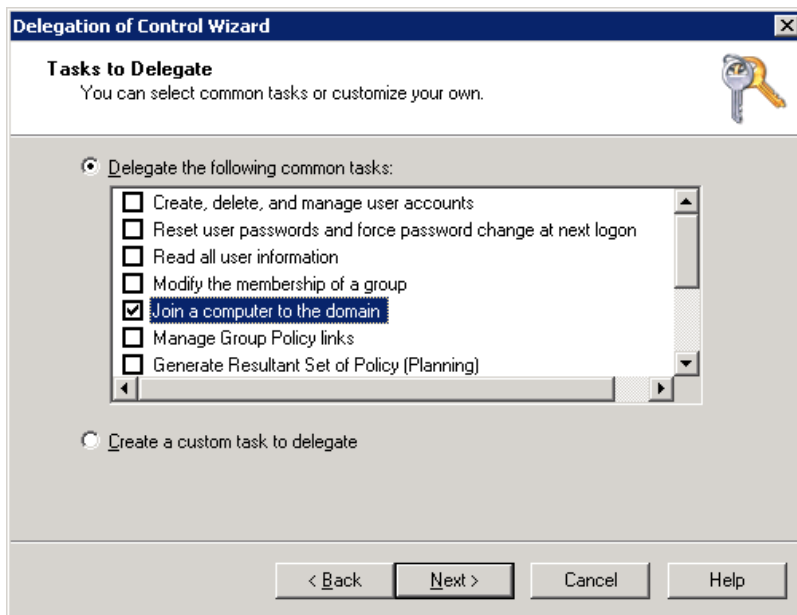 Delegation of Control Wizard
Tasks to Delegate
You can select common tasks or customize your own.
Delegate the following common tasks:
Create, delete, and manage user accounts
Reset user passwords and force password change at next logon
Read all user information
Modify the membership of a group
Join a computer to the domain
Manage Group Policy links
Generate Resultant Set of Policy (Planning)
Create a custom task to delegate
< Back Next > Cancel Help